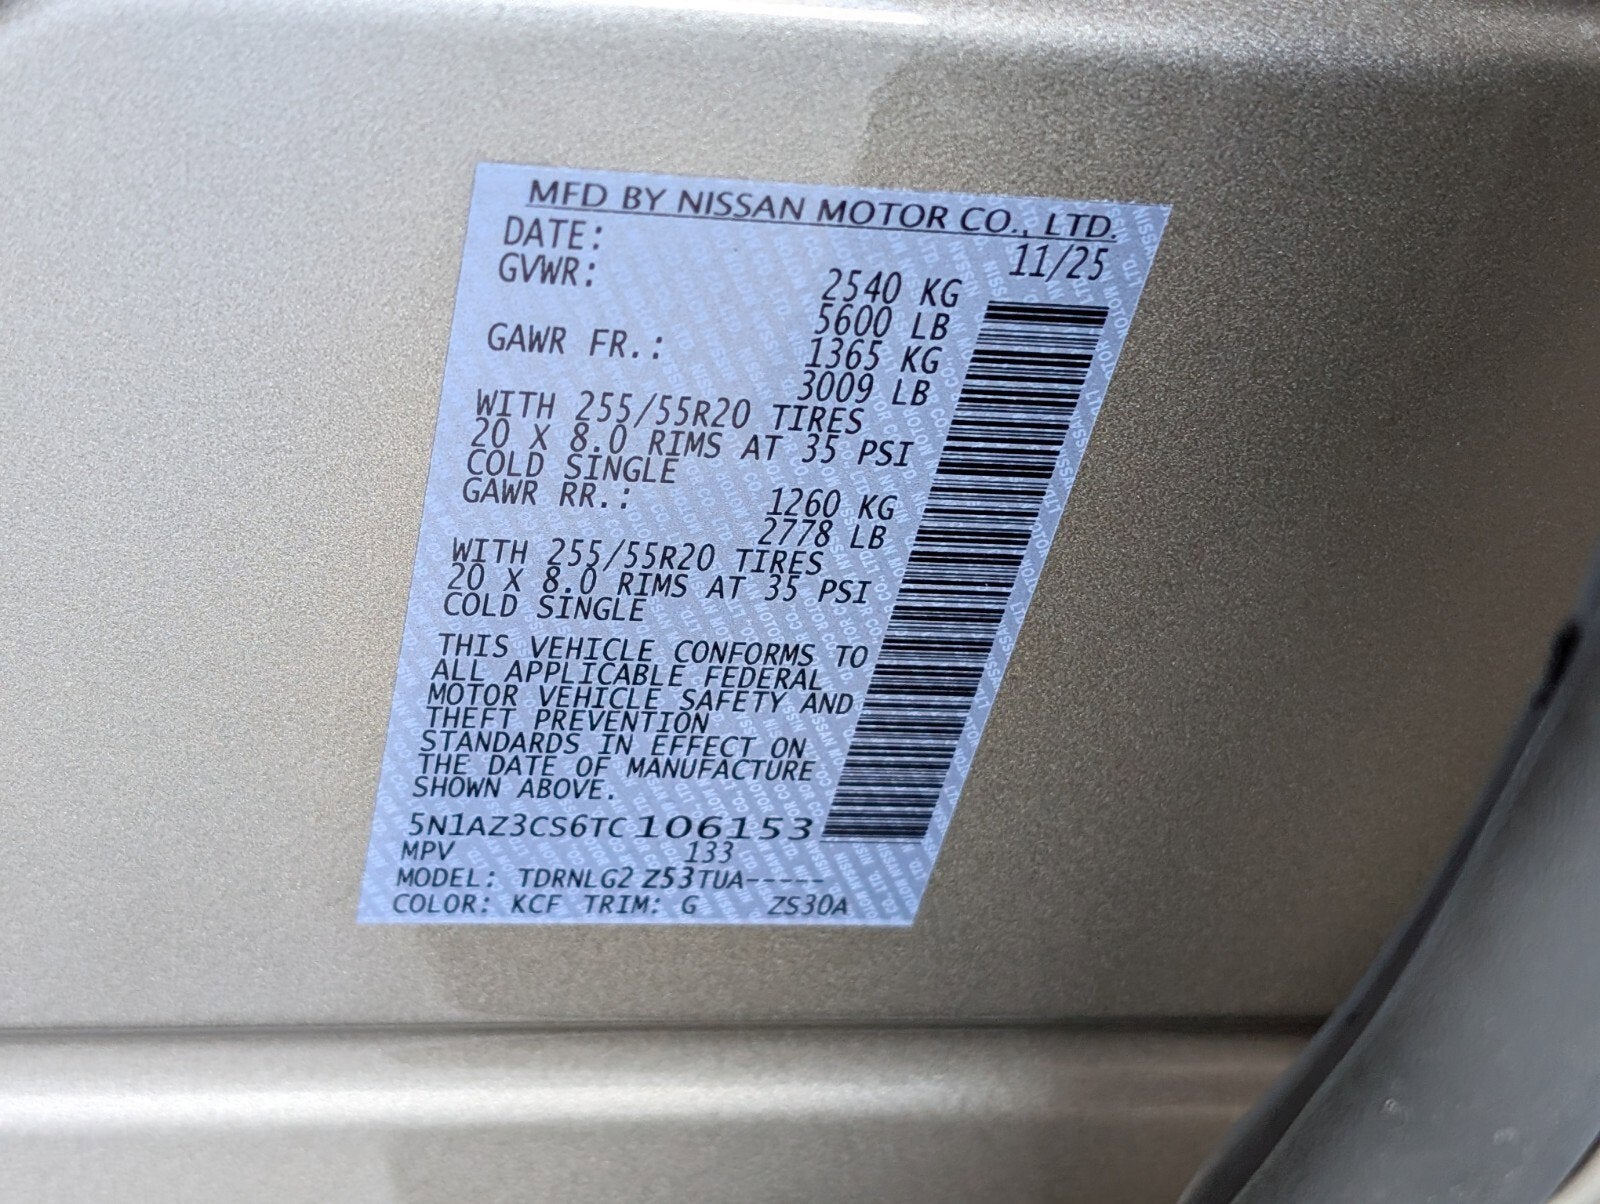 MFD BY NISSAN MOTOR CO., LTD.
DATE: 11/25
GVWR: 2540 KG
5600 LB
GAWR FR.: 1365 KG
3009 LB
WITH 255/55R20 TIRES
20 X 8.0 RIMS AT 35 PSI
COLD SINGLE
GAWR RR.: 1260 KG
2778 LB
WITH 255/55R20 TIRES
20 X 8.0 RIMS AT 35 PSI
COLD SINGLE
THIS VEHICLE CONFORMS TO
ALL APPLICABLE FEDERAL
MOTOR VEHICLE SAFETY AND
THEFT PREVENTION
STANDARDS IN EFFECT ON
THE DATE OF MANUFACTURE
SHOWN ABOVE.
5N1AZ3CS6TC106153
MPV 133
MODEL: TDRNLG2 Z53TUA-----
COLOR: KCF TRIM: G ZS30A